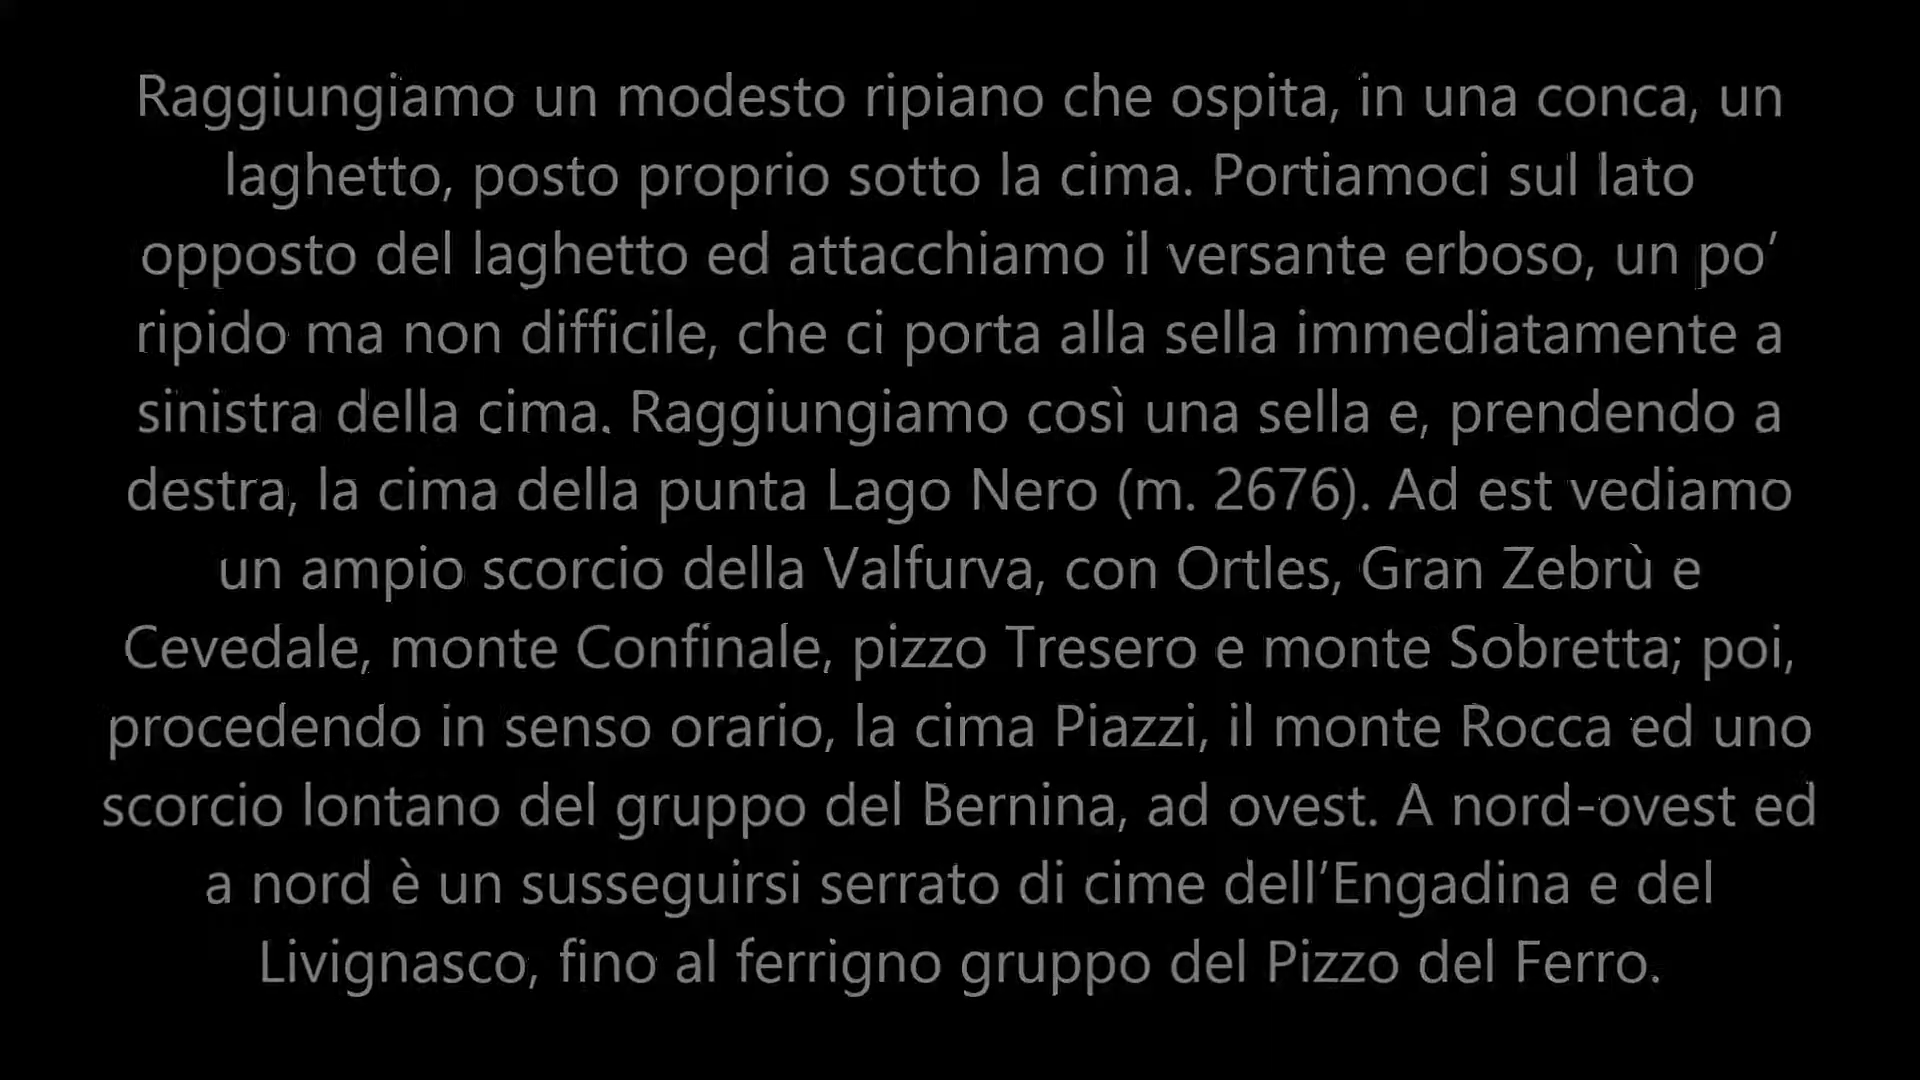 Raggiungiamo un modesto ripiano che ospita, in una conca, un
laghetto, posto proprio sotto la cima. Portiamoci sul lato
opposto del laghetto ed attacchiamo il versante erboso, un po’
ripido ma non difficile, che ci porta alla sella immediatamente a
sinistra della cima. Raggiungiamo così una sella e, prendendo a
destra, la cima della punta Lago Nero (m. 2676). Ad est vediamo
un ampio scorcio della Valfurva, con Ortles, Gran Zebrù e
Cevedale, monte Confinale, pizzo Tresero e monte Sobretta; poi,
procedendo in senso orario, la cima Piazzi, il monte Rocca ed uno
scorcio lontano del gruppo del Bernina, ad ovest. A nord-ovest ed
a nord è un susseguirsi serrato di cime dell’Engadina e del
Livignasco, fino al ferrigno gruppo del Pizzo del Ferro.